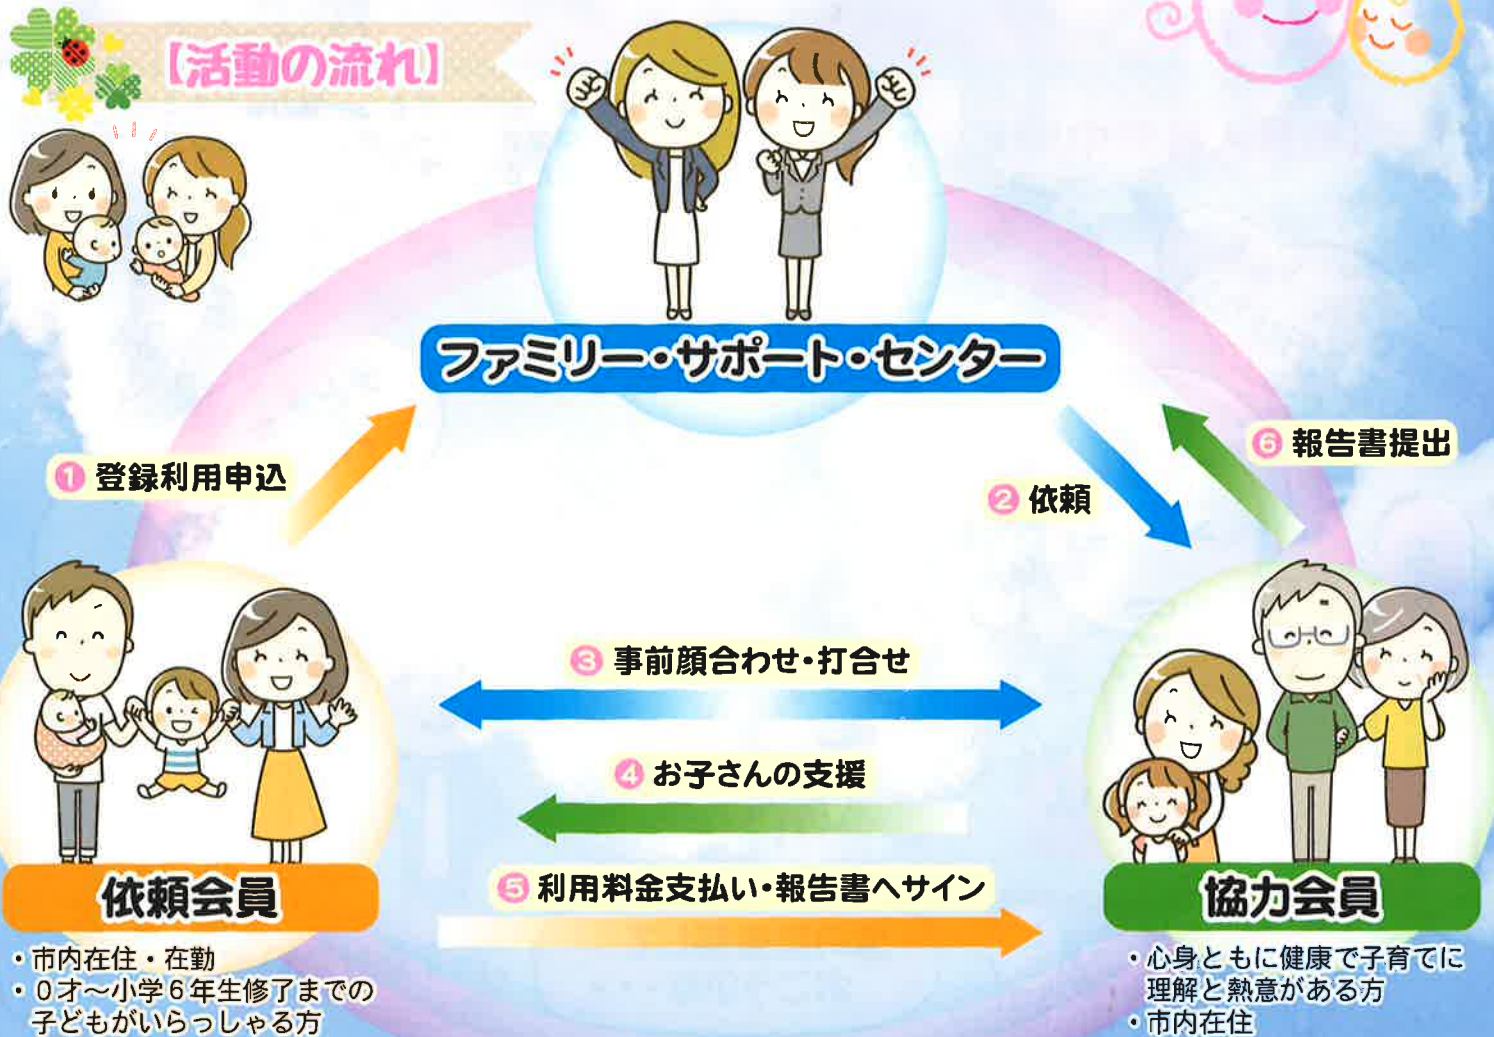 【活動の流れ】
ファミリー・サポート・センター
① 登録利用申込
⑥ 報告書提出
② 依頼
③ 事前顔合わせ・打合せ
④ お子さんの支援
⑤ 利用料金支払い・報告書へサイン
依頼会員
・市内在住・在勤
・0才～小学6年生修了までの
子どもがいらっしゃる方
協力会員
・心身ともに健康で子育てに
理解と熱意がある方
・市内在住